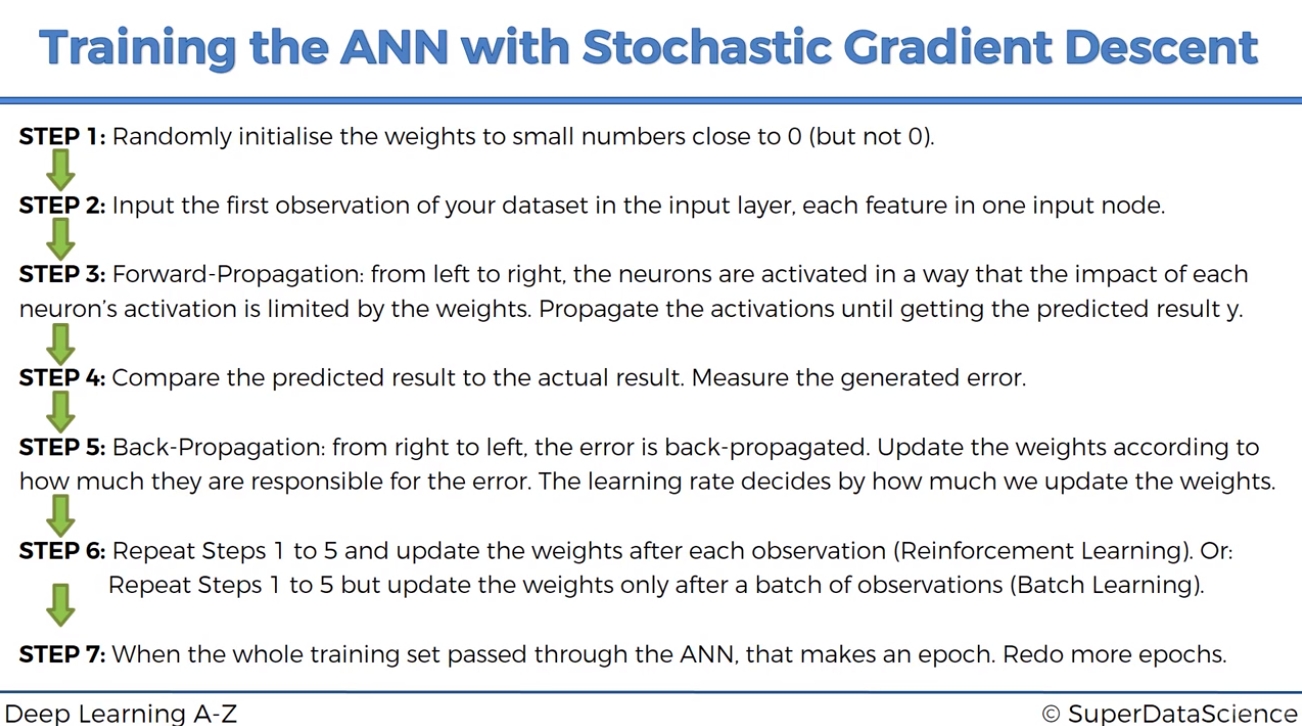 Training the ANN with Stochastic Gradient Descent
STEP 1: Randomly initialise the weights to small numbers close to 0 (but not 0).
STEP 2: Input the first observation of your dataset in the input layer, each feature in one input node.
STEP 3: Forward-Propagation: from left to right, the neurons are activated in a way that the impact of each
neuron's activation is limited by the weights. Propagate the activations until getting the predicted result y.
STEP 4: Compare the predicted result to the actual result. Measure the generated error.
STEP 5: Back-Propagation: from right to left, the error is back-propagated. Update the weights according to
how much they are responsible for the error. The learning rate decides by how much we update the weights.
STEP 6: Repeat Steps 1 to 5 and update the weights after each observation (Reinforcement Learning). Or:
Repeat Steps 1 to 5 but update the weights only after a batch of observations (Batch Learning).
STEP 7: When the whole training set passed through the ANN, that makes an epoch. Redo more epochs.
Deep Learning A-Z
© SuperDataScience